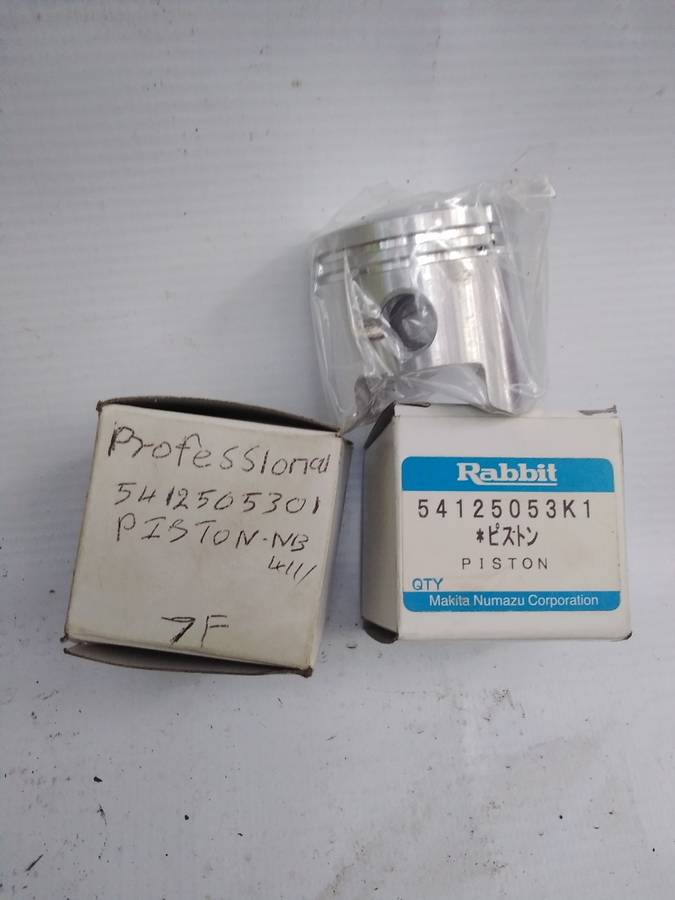 Professional
5412505301
PISTON-NB
411/
7F
Rabbit
54125053K1
*ピストン
PISTON
QTY
Makita Numazu Corporation